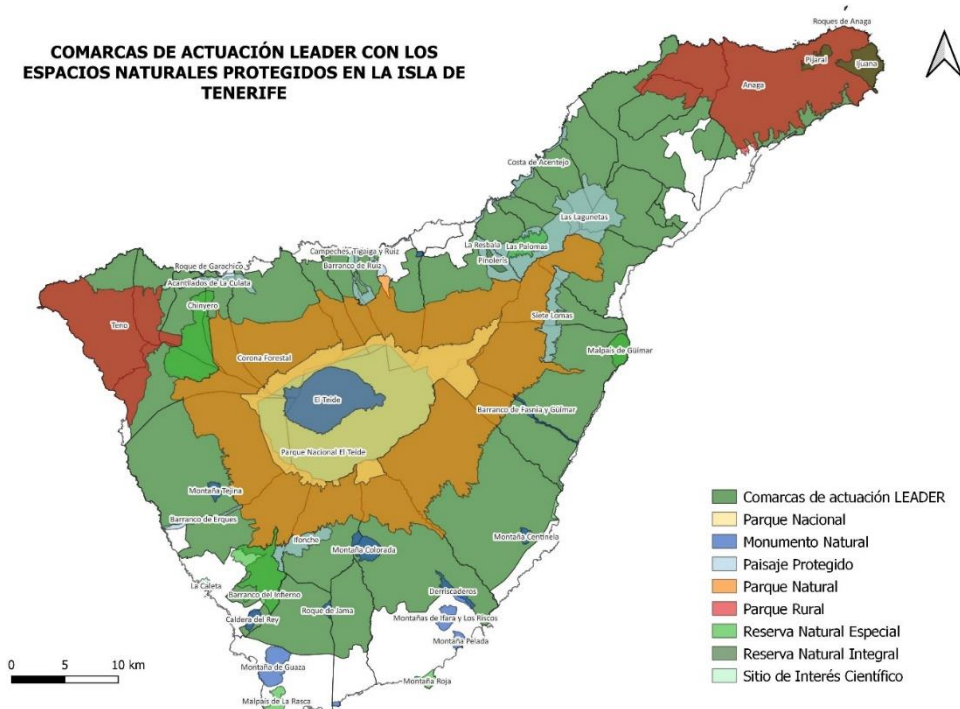 COMARCAS DE ACTUACIÓN LEADER CON LOS
ESPACIOS NATURALES PROTEGIDOS EN LA ISLA DE
TENERIFE
Roques de Anaga
Pijaral
Ijuana
Anaga
Costa de Acentejo
Las Lagunetas
La Resbala
Las Palomas
Pinoleris
Campeches, Tigaiga y Ruiz
Barranco de Ruiz
Roque de Garachico
Acantilados de La Culata
Chinyero
Teno
Siete Lomas
Malpaís de Güímar
Corona Forestal
El Teide
Barranco de Fasnia y Güímar
Parque Nacional El Teide
Montaña Tejina
Barranco de Erques
Montaña Centinela
Ifonche
Montaña Colorada
La Caleta
Barranco del Infierno
Derriscaderos
Roque de Jama
Caldera del Rey
Montañas de Ifara y Los Riscos
Montaña Pelada
Montaña de Guaza
Montaña Roja
Malpaís de La Rasca
Comarcas de actuación LEADER
Parque Nacional
Monumento Natural
Paisaje Protegido
Parque Natural
Parque Rural
Reserva Natural Especial
Reserva Natural Integral
Sitio de Interés Científico
0 5 10 km